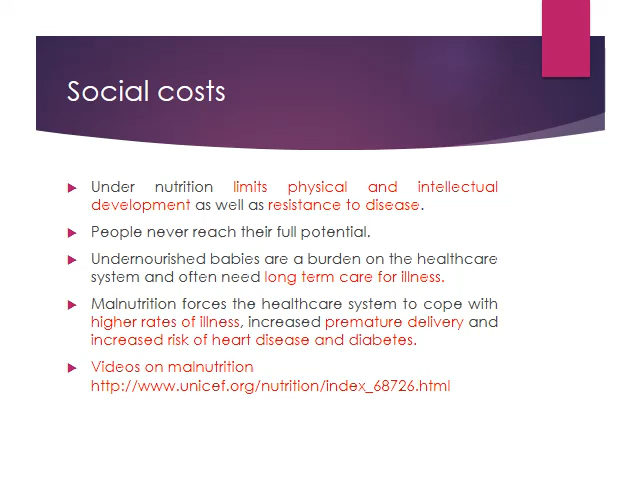 Social costs
Under nutrition limits physical and intellectual
development as well as resistance to disease.
People never reach their full potential.
Undernourished babies are a burden on the healthcare
system and often need long term care for illness.
Malnutrition forces the healthcare system to cope with
higher rates of illness, increased premature delivery and
increased risk of heart disease and diabetes.
Videos on malnutrition
http://www.unicef.org/nutrition/index_68726.html